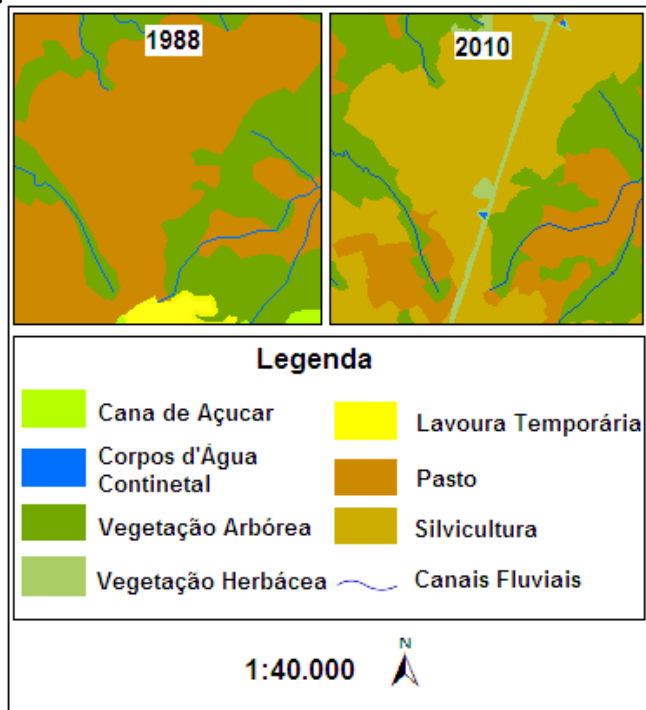 1988
2010
Legenda
Cana de Açucar
Lavoura Temporária
Corpos d'Água
Continetal
Pasto
Vegetação Arbórea
Silvicultura
Vegetação Herbácea
Canais Fluviais
N
1:40.000